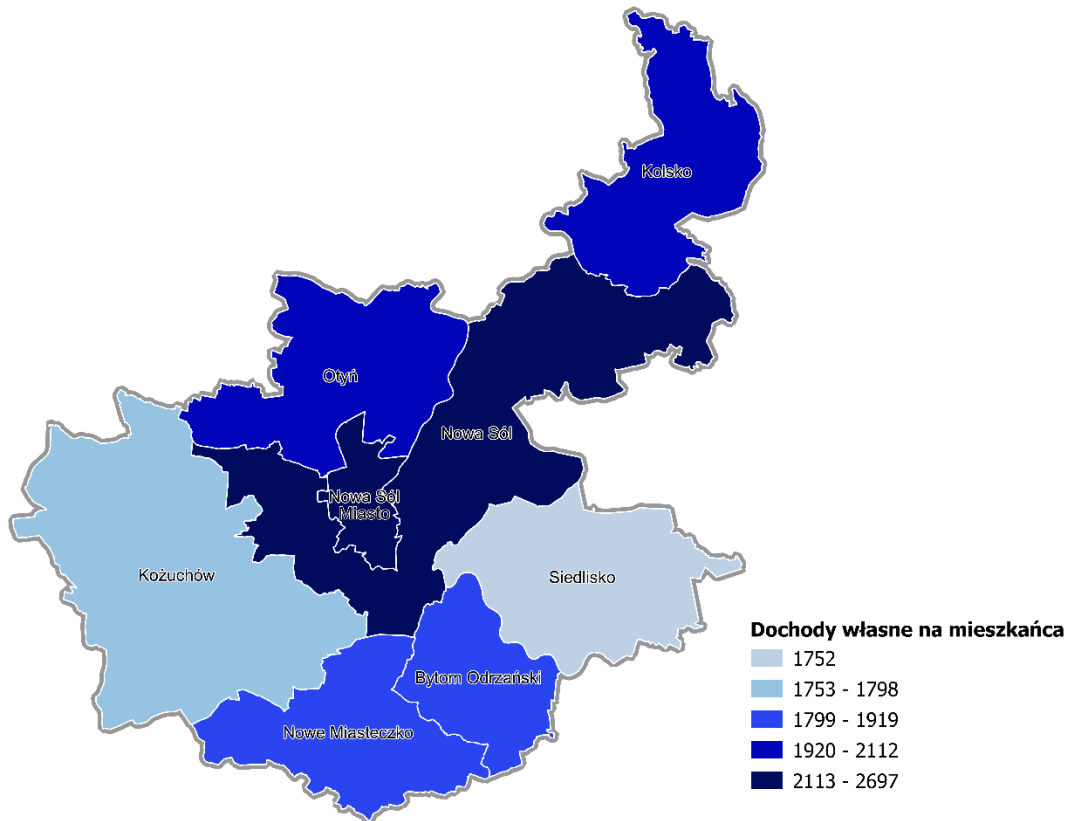 Kolsko
Otyń
Nowa Sól
Nowa Sól
Miasto
Kożuchów
Siedlisko
Bytom Odrzański
Nowe Miasteczko
Dochody własne na mieszkańca
1752
1753 - 1798
1799 - 1919
1920 - 2112
2113 - 2697